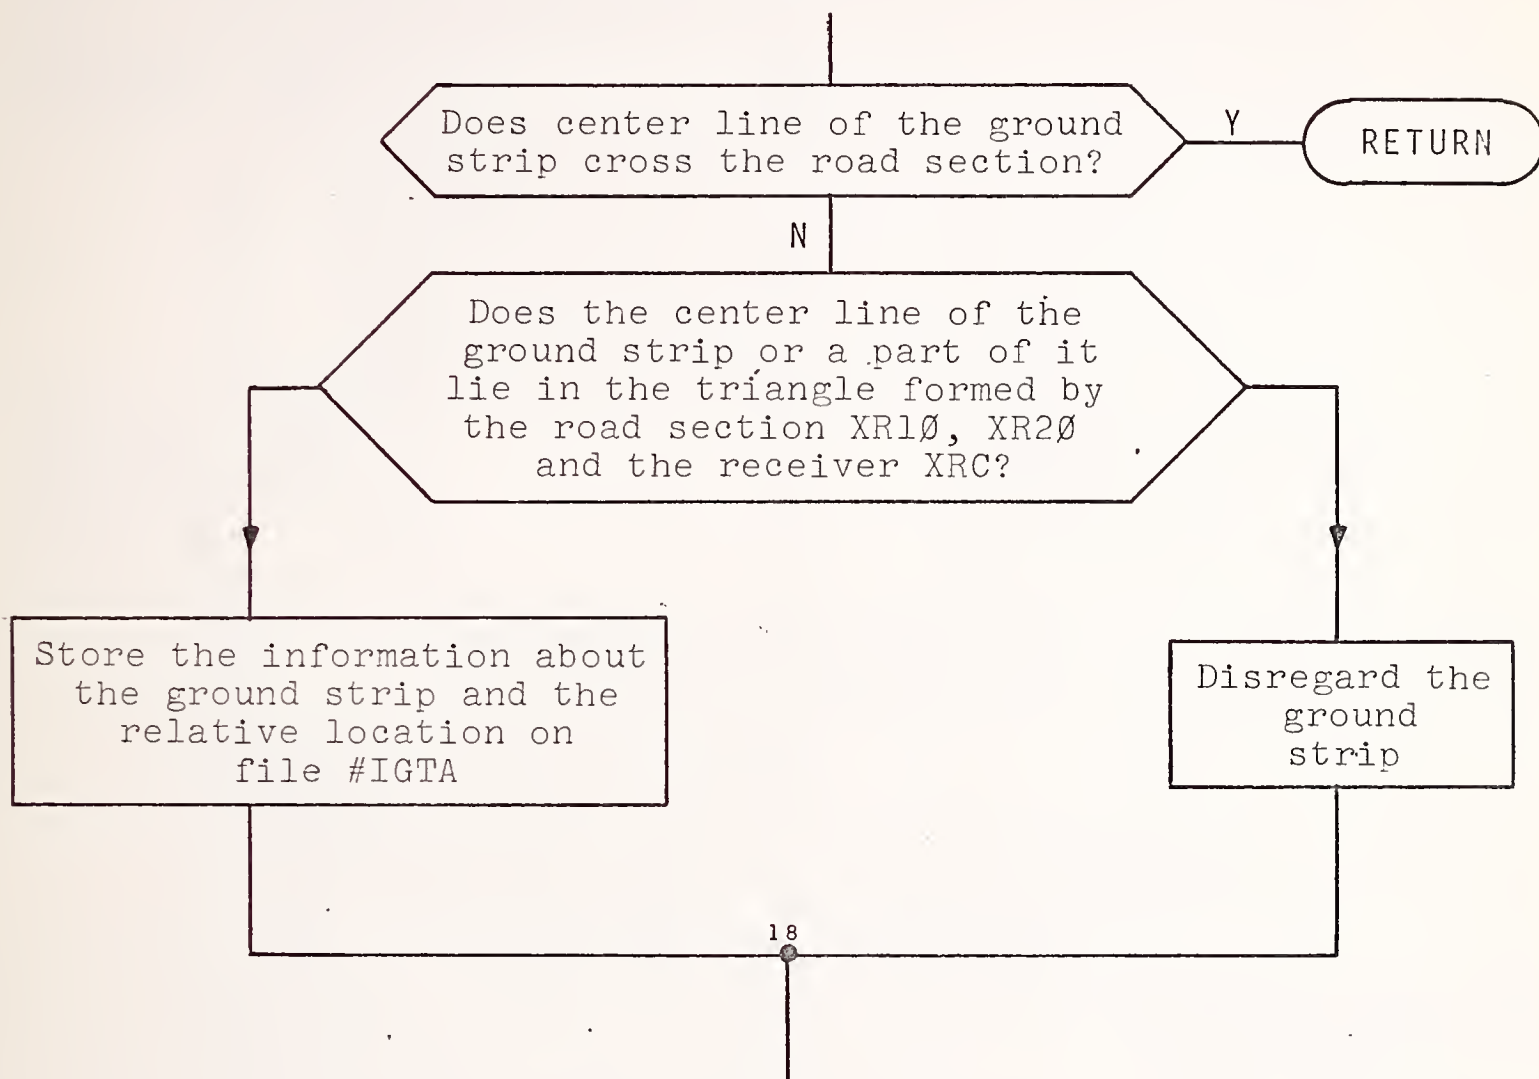 Does center line of the ground
strip cross the road section?
Y
RETURN
N
Does the center line of the
ground strip or a part of it
lie in the triangle formed by
the road section XR1Ø, XR2Ø
and the receiver XRC?
Store the information about
the ground strip and the
relative location on
file #IGTA
Disregard the
ground
strip
18